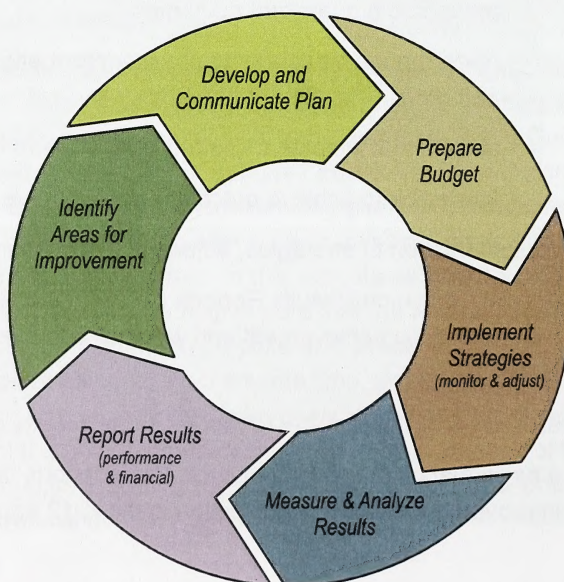 Develop and
Communicate Plan
Prepare
Budget
Implement
Strategies
(monitor & adjust)
Measure & Analyze
Results
Report Results
(performance
& financial)
Identify
Areas for
Improvement